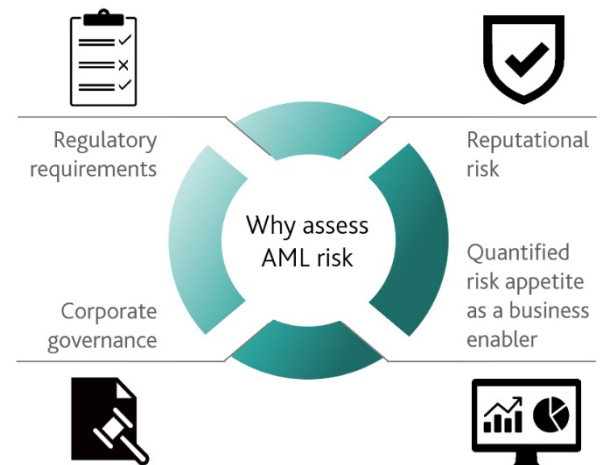 Regulatory
requirements
Reputational
risk
Why assess
AML risk
Quantified
risk appetite
as a business
enabler
Corporate
governance